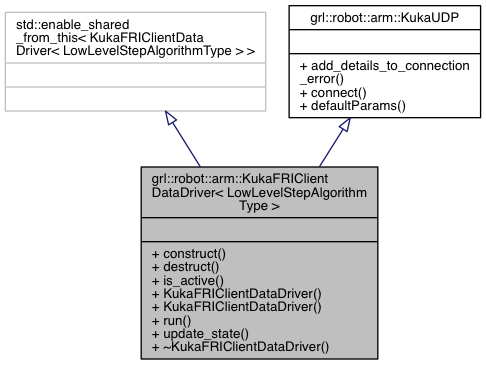 std::enable_shared
_from_this< KukaFRIClientData
Driver< LowLevelStepAlgorithmType > >
grl::robot::arm::KukaUDP
+ add_details_to_connection
_error()
+ connect()
+ defaultParams()
grl::robot::arm::KukaFRIClient
DataDriver< LowLevelStepAlgorithm
Type >
+ construct()
+ destruct()
+ is_active()
+ KukaFRIClientDataDriver()
+ KukaFRIClientDataDriver()
+ run()
+ update_state()
+ ~KukaFRIClientDataDriver()